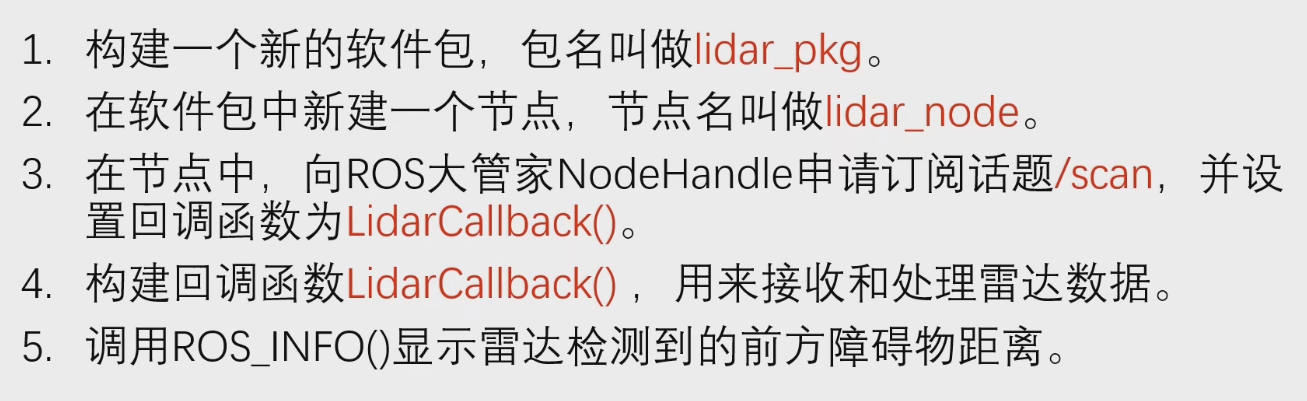 1. 构建一个新的软件包，包名叫做lidar_pkg。
2. 在软件包中新建一个节点，节点名叫做lidar_node。
3. 在节点中，向ROS大管家NodeHandle申请订阅话题/scan，并设
置回调函数为LidarCallback()。
4. 构建回调函数LidarCallback() ，用来接收和处理雷达数据。
5. 调用ROS_INFO()显示雷达检测到的前方障碍物距离。